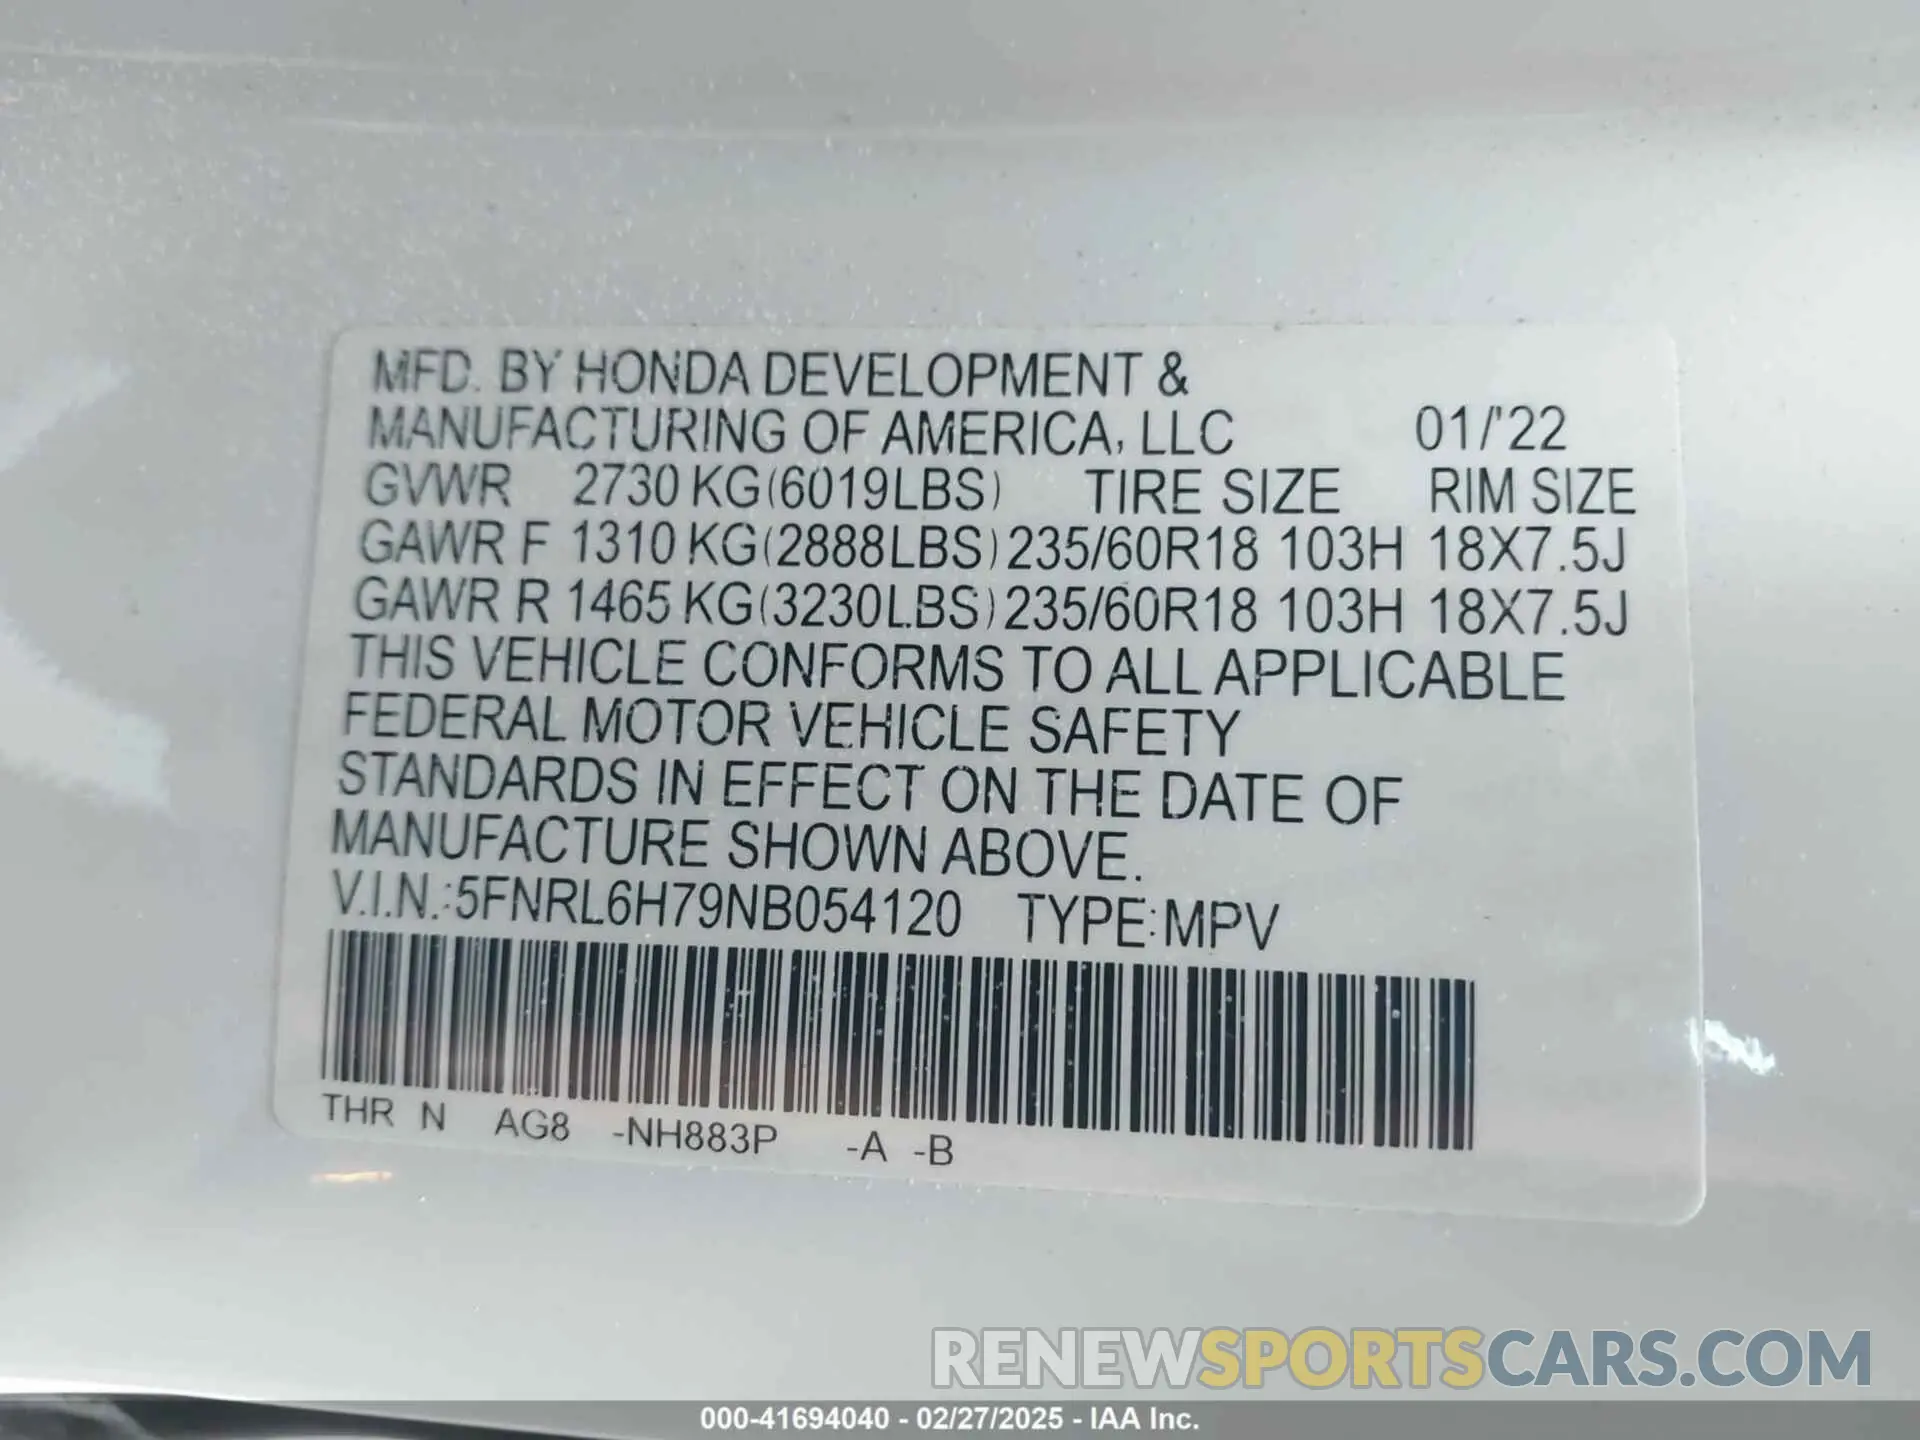 MFD. BY HONDA DEVELOPMENT &
MANUFACTURING OF AMERICA, LLC 01/'22
GVWR 2730 KG(6019LBS) TIRE SIZE RIM SIZE
GAWR F 1310 KG(2888LBS) 235/60R18 103H 18X7.5J
GAWR R 1465 KG(3230LBS) 235/60R18 103H 18X7.5J
THIS VEHICLE CONFORMS TO ALL APPLICABLE
FEDERAL MOTOR VEHICLE SAFETY
STANDARDS IN EFFECT ON THE DATE OF
MANUFACTURE SHOWN ABOVE.
V.I.N.:5FNRL6H79NB054120 TYPE:MPV
THR N AG8 -NH883P -A -B
RENEWSPORTSCARS.COM
000-41694040 - 02/27/2025 - IAA Inc.